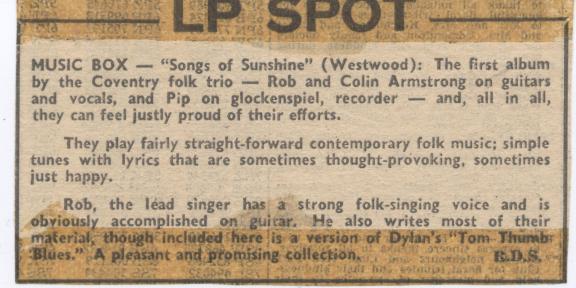 LP SPOT
MUSIC BOX — "Songs of Sunshine" (Westwood): The first album
by the Coventry folk trio — Rob and Colin Armstrong on guitars
and vocals, and Pip on glockenspiel, recorder — and, all in all,
they can feel justly proud of their efforts.
They play fairly straight-forward contemporary folk music; simple
tunes with lyrics that are sometimes thought-provoking, sometimes
just happy.
Rob, the lead singer has a strong folk-singing voice and is
obviously accomplished on guitar. He also writes most of their
material, though included here is a version of Dylan's "Tom Thumb
Blues." A pleasant and promising collection. R.D.S.